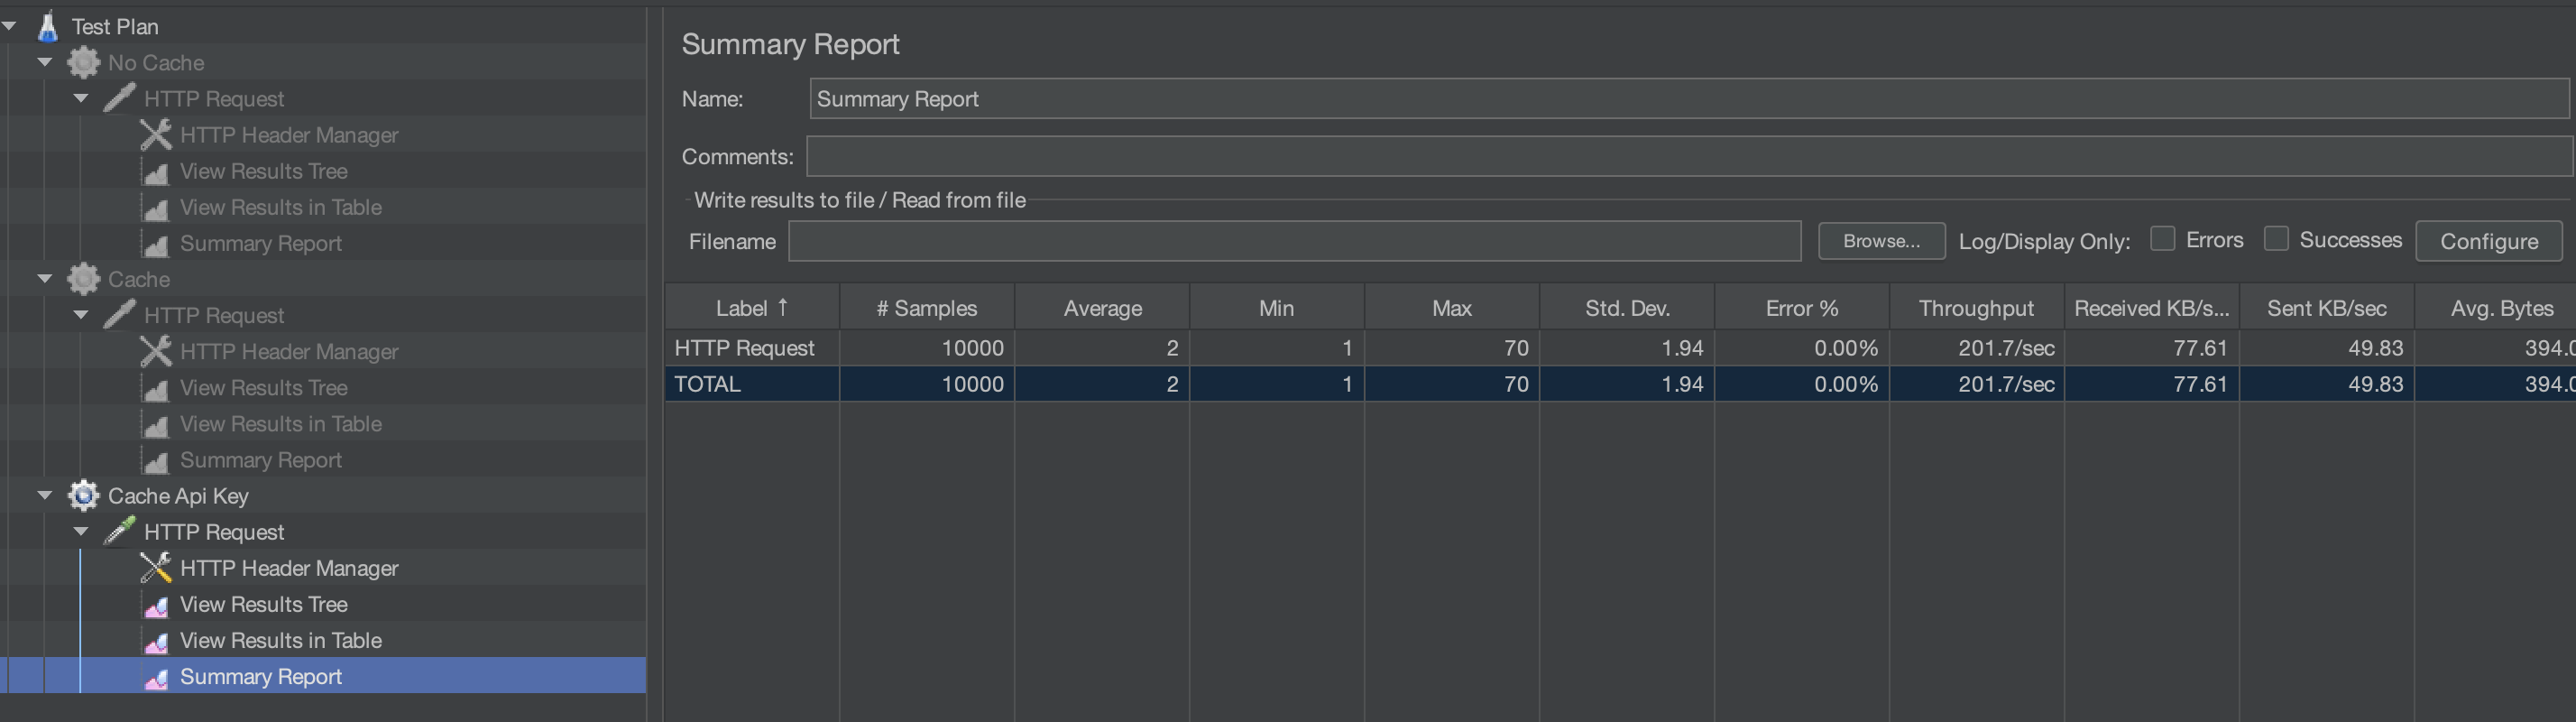 Test Plan
No Cache
HTTP Request
HTTP Header Manager
View Results Tree
View Results in Table
Summary Report
Cache
HTTP Request
HTTP Header Manager
View Results Tree
View Results in Table
Summary Report
Cache Api Key
HTTP Request
HTTP Header Manager
View Results Tree
View Results in Table
Summary Report
Summary Report
Name: Summary Report
Comments:
Write results to file / Read from file
Filename Browse... Log/Display Only: Errors Successes Configure
Label ↑ # Samples Average Min Max Std. Dev. Error % Throughput Received KB/s... Sent KB/sec Avg. Bytes
HTTP Request 10000 2 1 70 1.94 0.00% 201.7/sec 77.61 49.83 394.0
TOTAL 10000 2 1 70 1.94 0.00% 201.7/sec 77.61 49.83 394.0